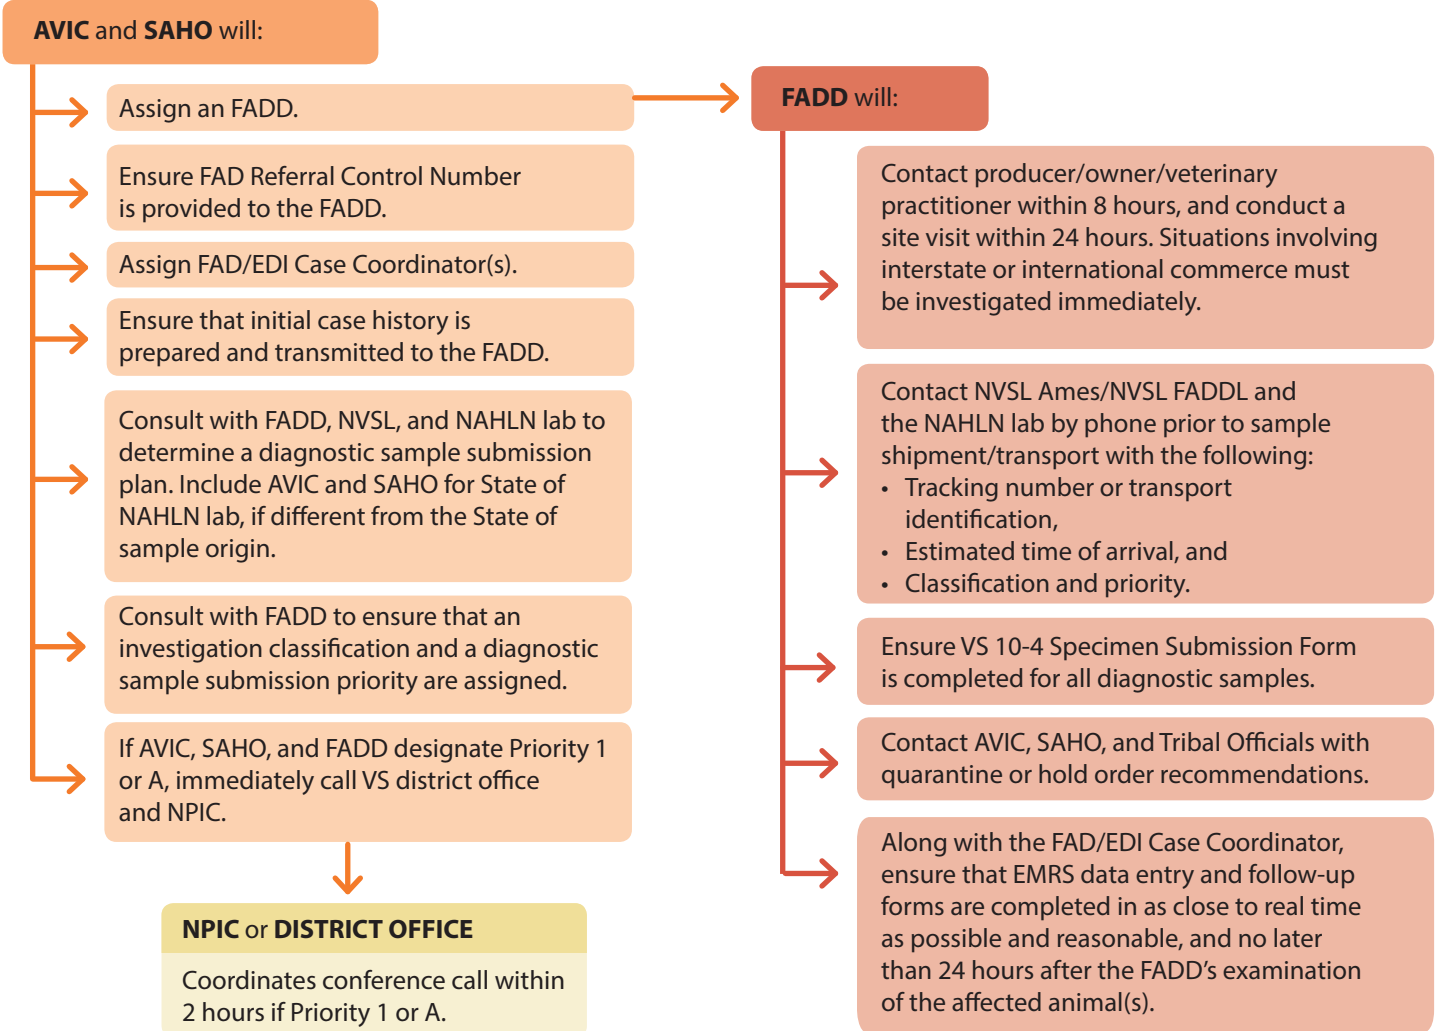 AVIC and SAHO will:
Assign an FADD.
Ensure FAD Referral Control Number
is provided to the FADD.
Assign FAD/EDI Case Coordinator(s).
Ensure that initial case history is
prepared and transmitted to the FADD.
Consult with FADD, NVSL, and NAHLN lab to
determine a diagnostic sample submission
plan. Include AVIC and SAHO for State of
NAHLN lab, if different from the State of
sample origin.
Consult with FADD to ensure that an
investigation classification and a diagnostic
sample submission priority are assigned.
If AVIC, SAHO, and FADD designate Priority 1
or A, immediately call VS district office
and NPIC.
NPIC or DISTRICT OFFICE
Coordinates conference call within
2 hours if Priority 1 or A.
FADD will:
Contact producer/owner/veterinary
practitioner within 8 hours, and conduct a
site visit within 24 hours. Situations involving
interstate or international commerce must
be investigated immediately.
Contact NVSL Ames/NVSL FADDL and
the NAHLN lab by phone prior to sample
shipment/transport with the following:
• Tracking number or transport
identification,
• Estimated time of arrival, and
• Classification and priority.
Ensure VS 10-4 Specimen Submission Form
is completed for all diagnostic samples.
Contact AVIC, SAHO, and Tribal Officials with
quarantine or hold order recommendations.
Along with the FAD/EDI Case Coordinator,
ensure that EMRS data entry and follow-up
forms are completed in as close to real time
as possible and reasonable, and no later
than 24 hours after the FADD's examination
of the affected animal(s).